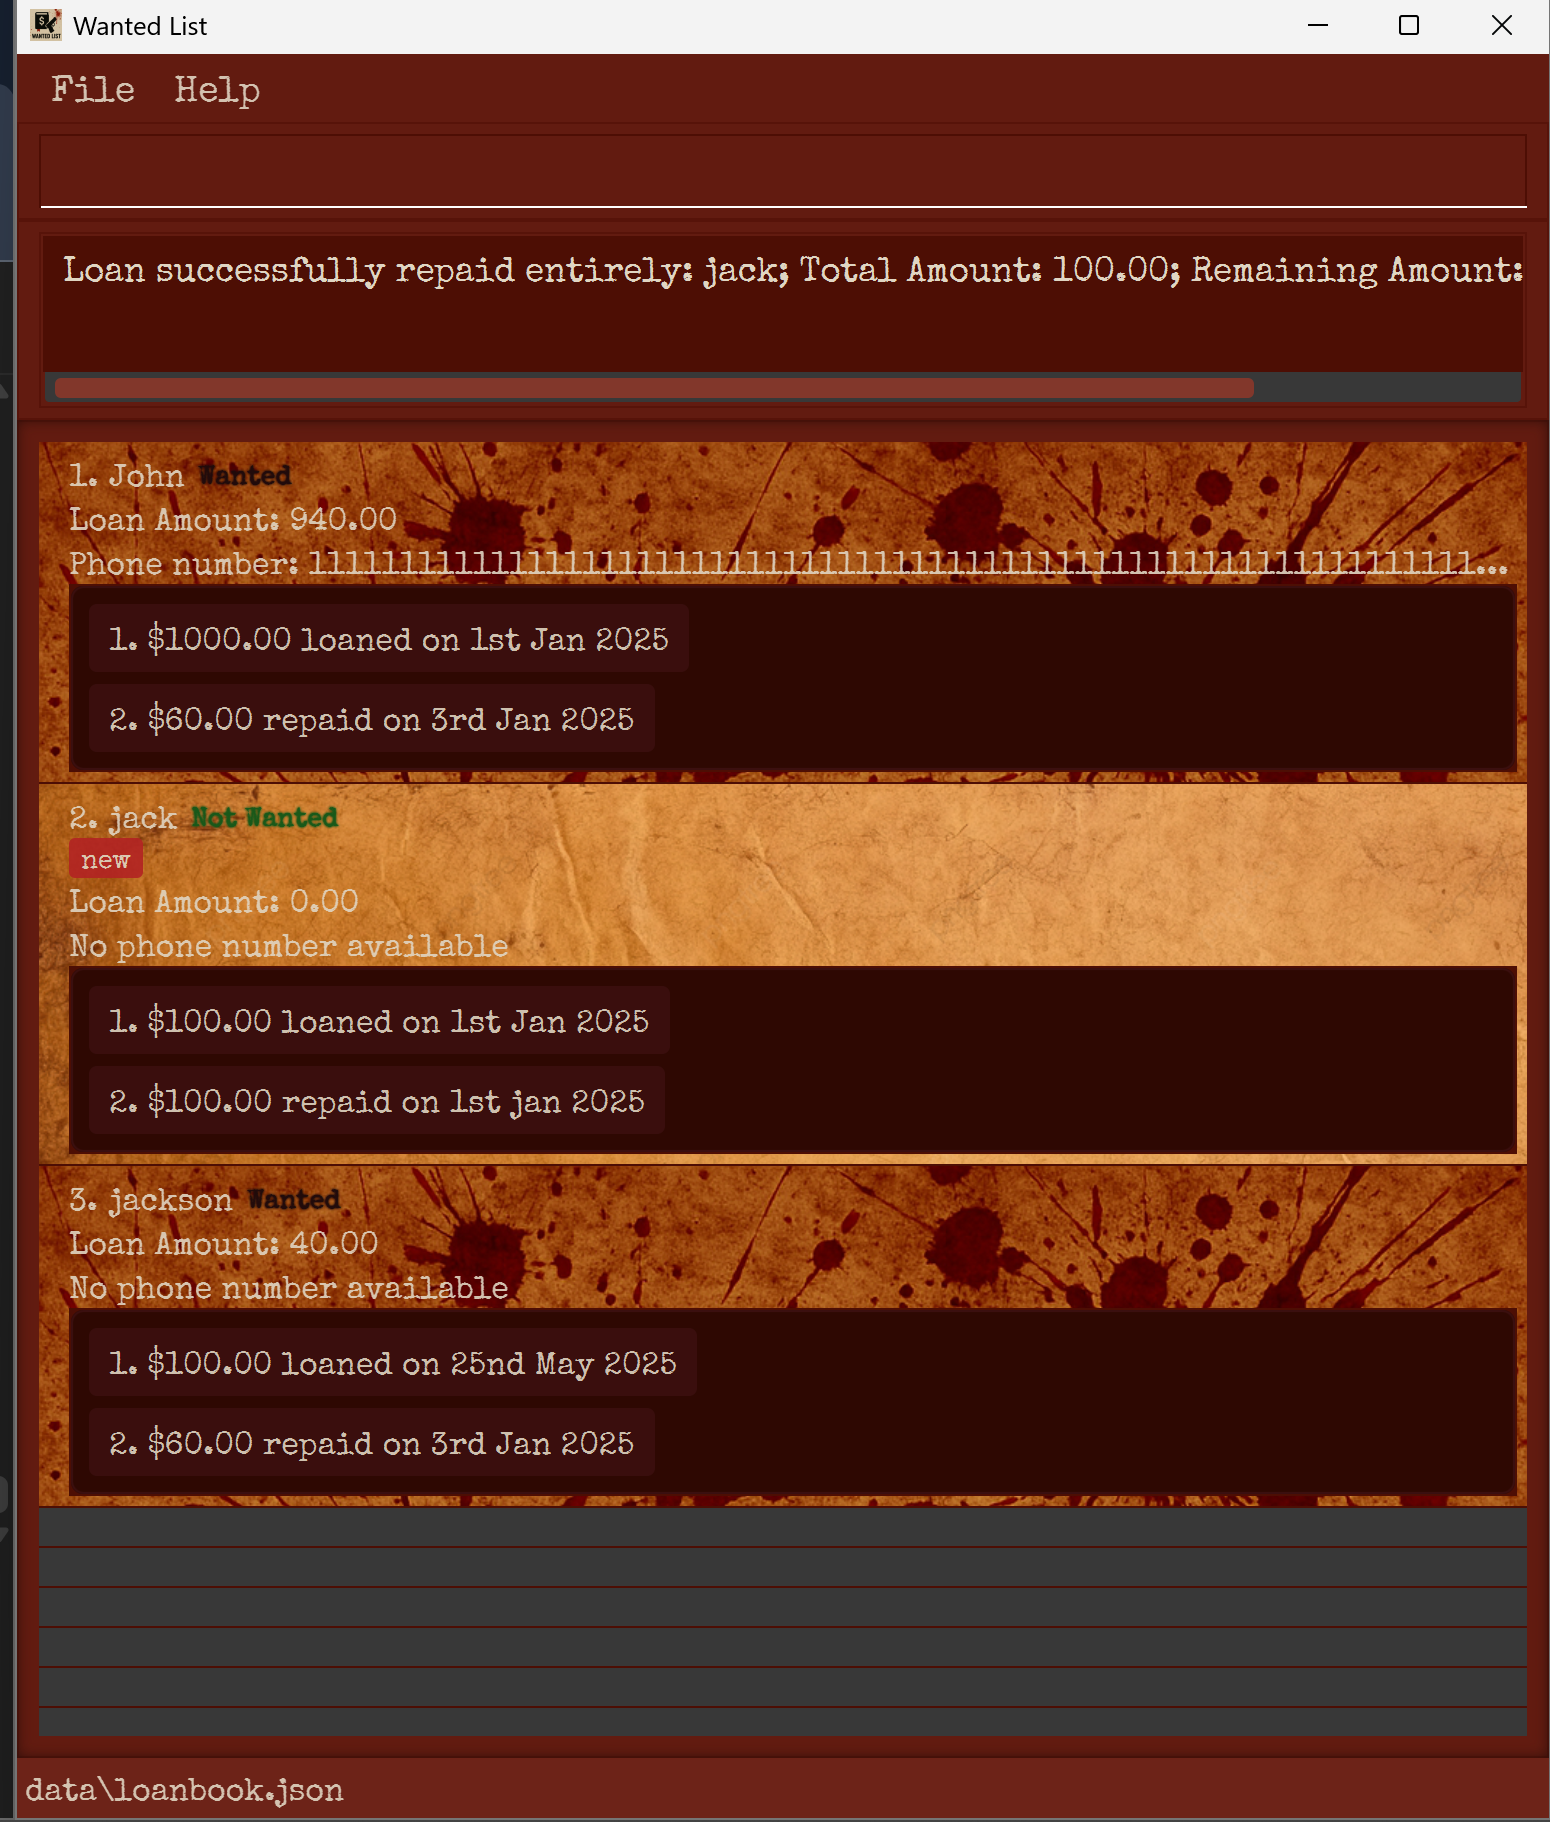 Wanted List
File Help
Loan successfully repaid entirely: jack; Total Amount: 100.00; Remaining Amount:
1. John Wanted
Loan Amount: 940.00
Phone number:
1. $1000.00 loaned on 1st Jan 2025
2. $60.00 repaid on 3rd Jan 2025
2. jack Not Wanted
new
Loan Amount: 0.00
No phone number available
1. $100.00 loaned on 1st Jan 2025
2. $100.00 repaid on 1st jan 2025
3. jackson Wanted
Loan Amount: 40.00
No phone number available
1. $100.00 loaned on 25nd May 2025
2. $60.00 repaid on 3rd Jan 2025
data\loanbook.json